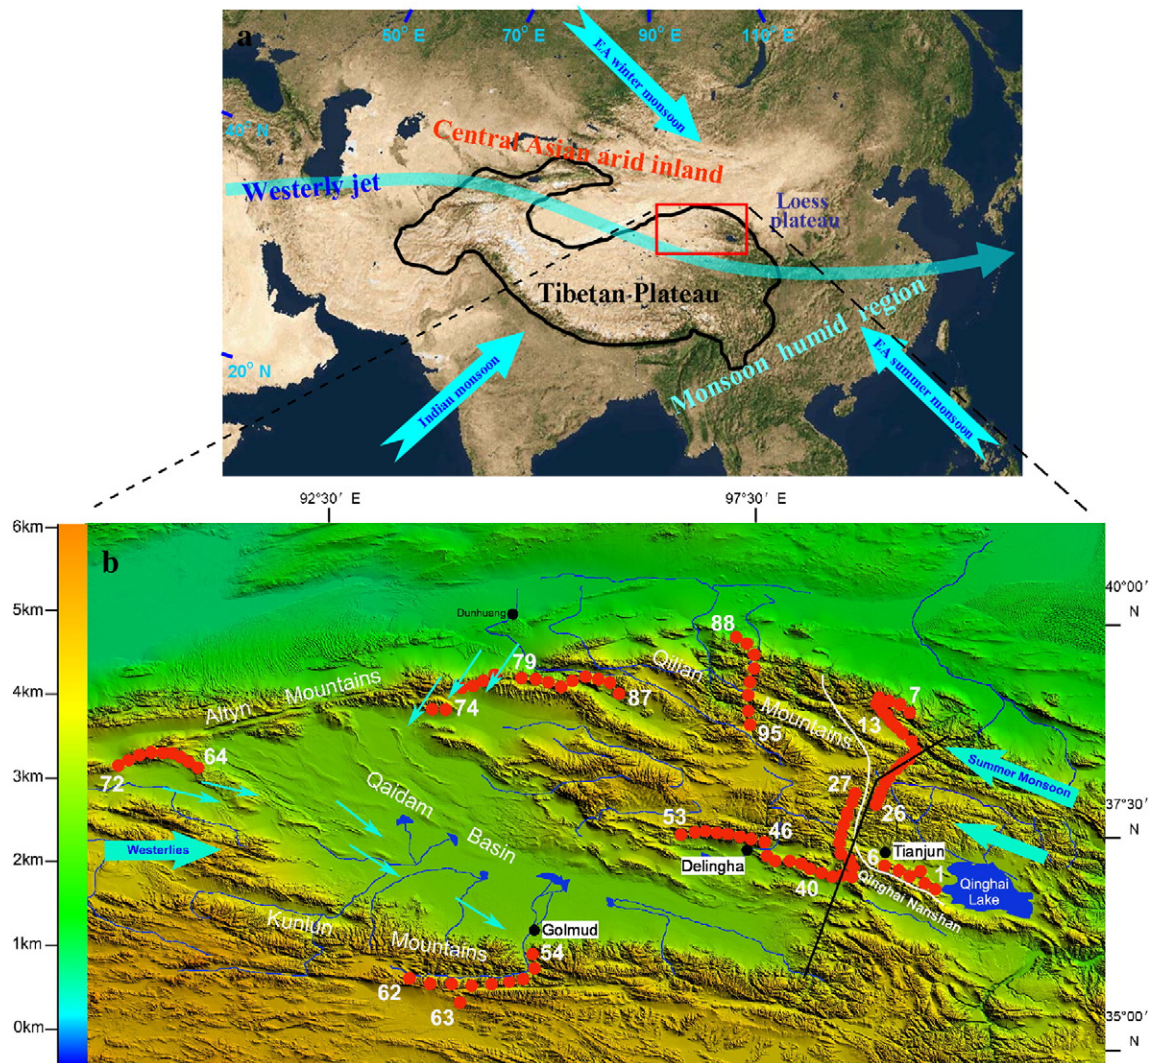 a
50° E
70° E
90° E
110° E
EA winter monsoon
40° N
Central Asian arid inland
Westerly jet
Loess
plateau
Tibetan Plateau
Monsoon humid region
20° N
Indian monsoon
EA summer monsoon
92°30′ E
97°30′ E
6km
b
40°00′
N
5km
Dunhuang
88
79
Qilian
4km
Altyn Mountains
74
87
Mountains
7
13
95
64
72
3km
Summer Monsoon
Qaidam
27
26
37°30′
N
53
46
Westerlies
Basin
Delingha
6
Tianjun
1
2km
40
Qinghai Nanshan
Qinghai
Lake
Kunlun
Golmud
1km
Mountains
54
62
63
35°00′
N
0km